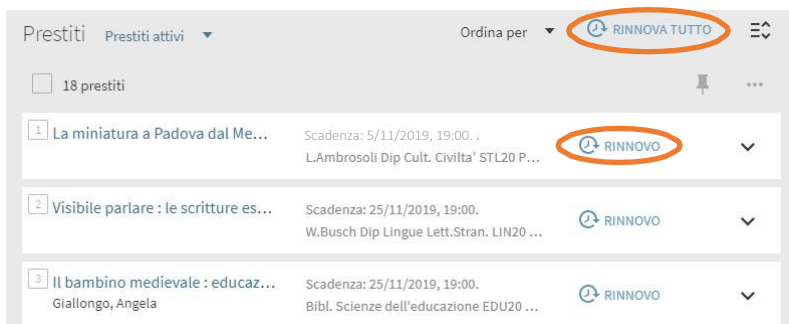 Prestiti Prestiti attivi Ordina per RINNOVA TUTTO
18 prestiti
1 La miniatura a Padova dal Me... Scadenza: 5/11/2019, 19:00. .
L.Ambrosoli Dip Cult. Civilta' STL20 P... RINNOVO
2 Visibile parlare : le scritture es... Scadenza: 25/11/2019, 19:00.
W.Busch Dip Lingue Lett.Stran. LIN20 ... RINNOVO
3 Il bambino medievale : educaz... Scadenza: 25/11/2019, 19:00.
Giallongo, Angela Bibl. Scienze dell'educazione EDU20 ... RINNOVO